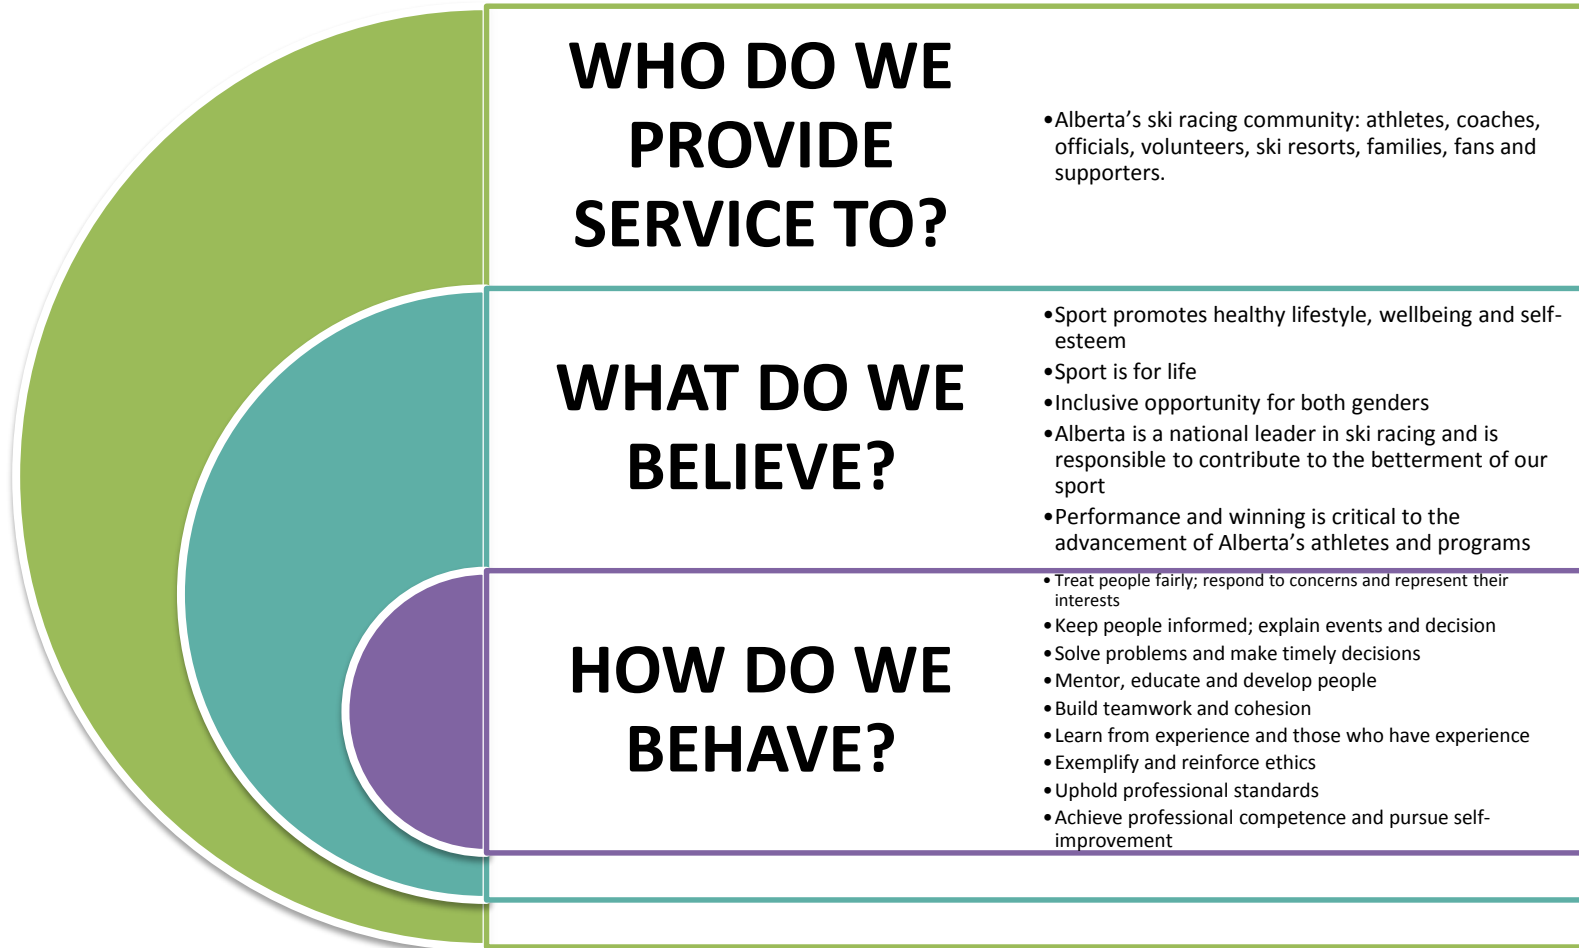 WHO DO WE
PROVIDE
SERVICE TO?
•Alberta’s ski racing community: athletes, coaches,
officials, volunteers, ski resorts, families, fans and
supporters.
WHAT DO WE
BELIEVE?
•Sport promotes healthy lifestyle, wellbeing and self-
esteem
•Sport is for life
•Inclusive opportunity for both genders
•Alberta is a national leader in ski racing and is
responsible to contribute to the betterment of our
sport
•Performance and winning is critical to the
advancement of Alberta’s athletes and programs
HOW DO WE
BEHAVE?
•Treat people fairly; respond to concerns and represent their
interests
•Keep people informed; explain events and decision
•Solve problems and make timely decisions
•Mentor, educate and develop people
•Build teamwork and cohesion
•Learn from experience and those who have experience
•Exemplify and reinforce ethics
•Uphold professional standards
•Achieve professional competence and pursue self-
improvement